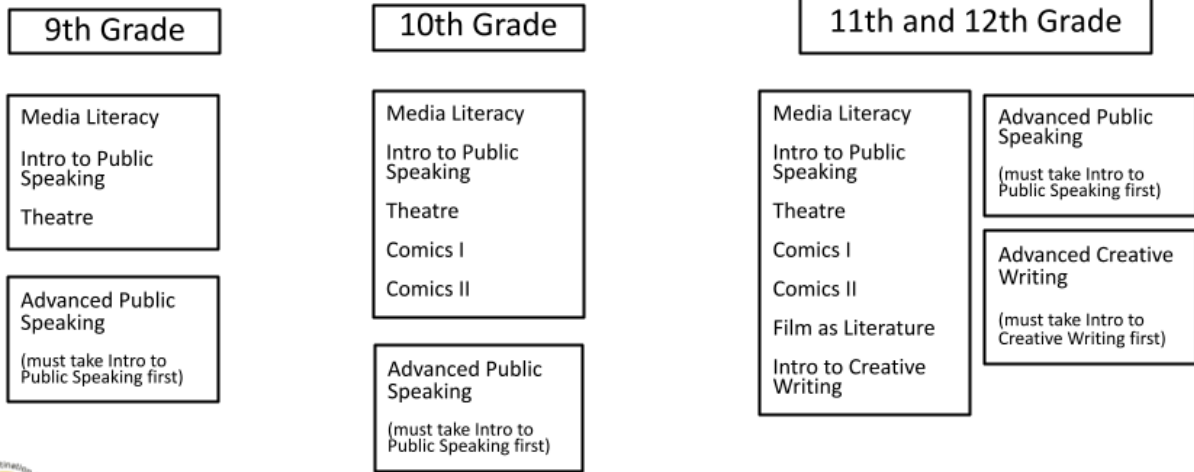 9th Grade
Media Literacy
Intro to Public
Speaking
Theatre
Advanced Public
Speaking
(must take Intro to
Public Speaking first)
10th Grade
Media Literacy
Intro to Public
Speaking
Theatre
Comics I
Comics II
Advanced Public
Speaking
(must take Intro to
Public Speaking first)
11th and 12th Grade
Media Literacy
Intro to Public
Speaking
Theatre
Comics I
Comics II
Film as Literature
Intro to Creative
Writing
Advanced Public
Speaking
(must take Intro to
Public Speaking first)
Advanced Creative
Writing
(must take Intro to
Creative Writing first)